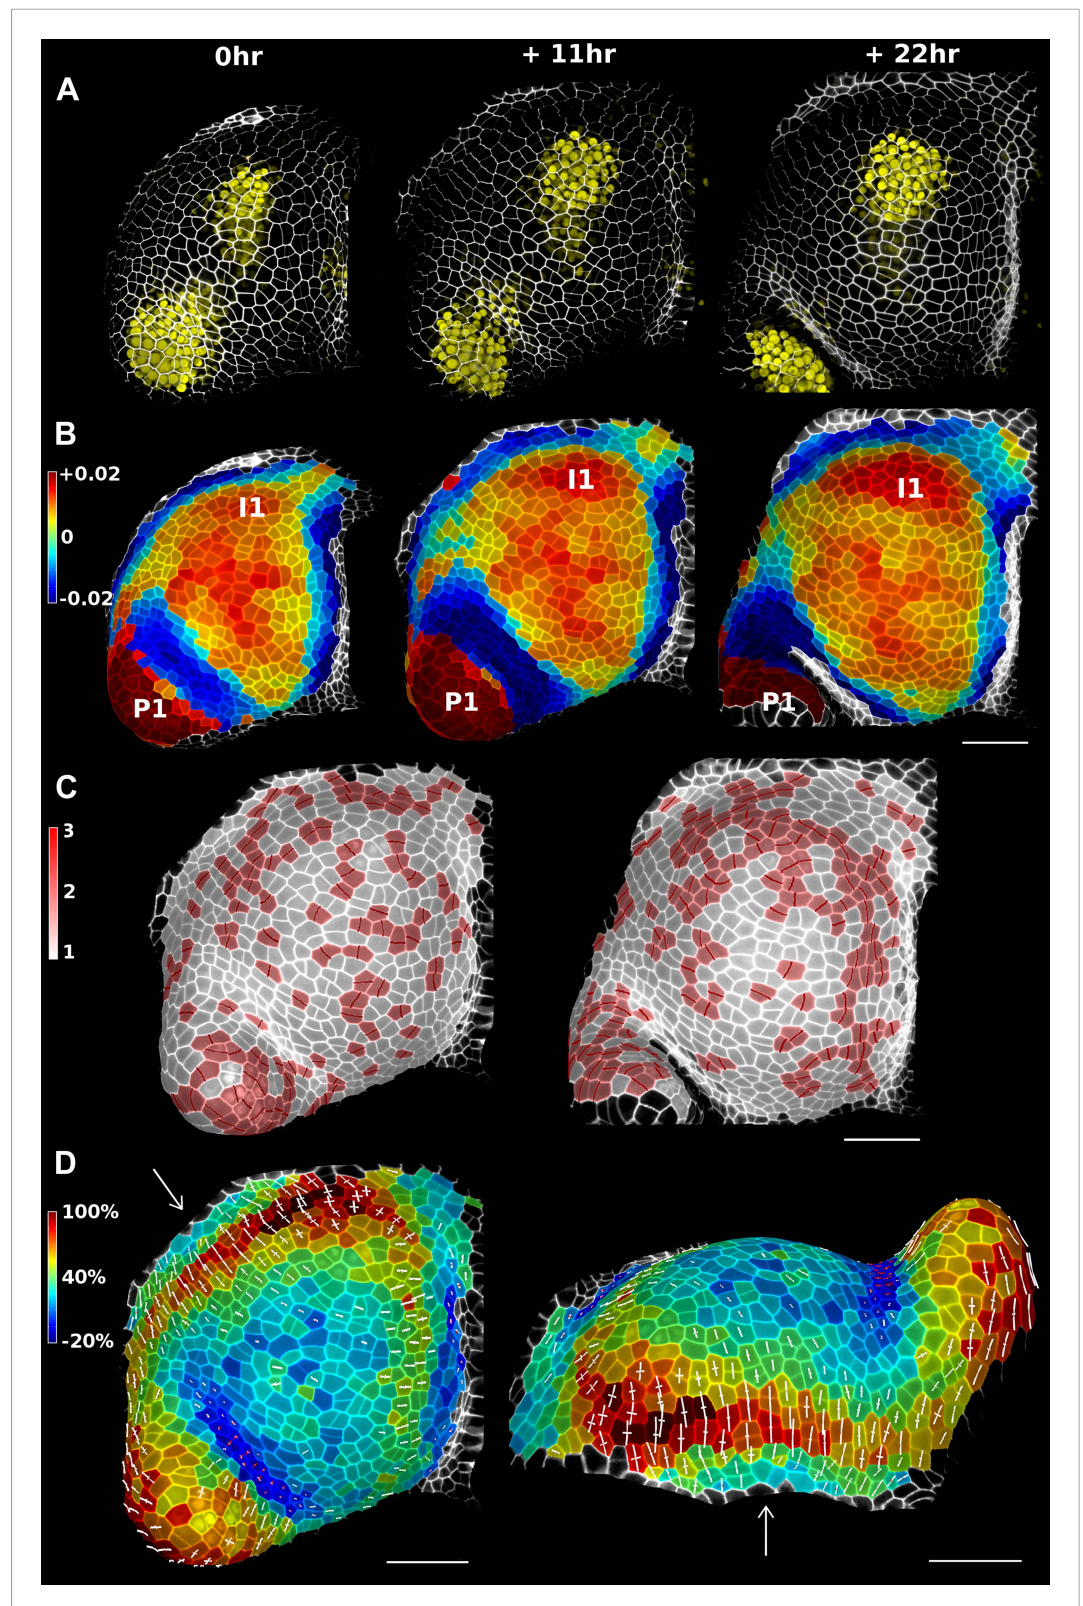 0hr + 11hr + 22hr
A
B
+0.02
0
-0.02
I1 I1 I1
P1 P1 P1
C
3
2
1
D
100%
40%
-20%